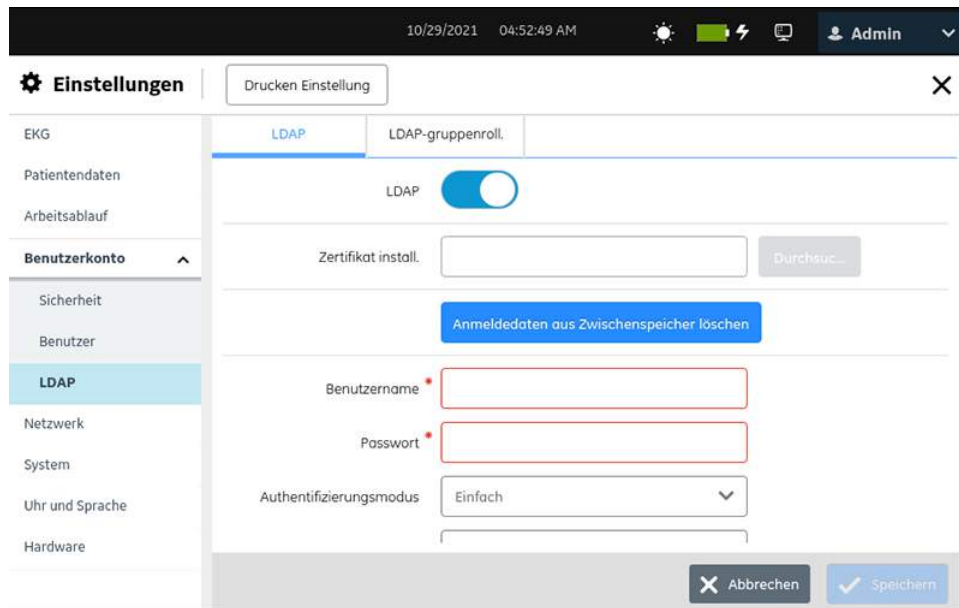 10/29/2021 04:52:49 AM Admin
Einstellungen Drucken Einstellung
EKG
Patientendaten
Arbeitsablauf
Benutzerkonto
Sicherheit
Benutzer
LDAP
Netzwerk
System
Uhr und Sprache
Hardware
LDAP LDAP-gruppenroll.
LDAP
Zertifikat install. Durchsuc...
Anmeldedaten aus Zwischenspeicher löschen
Benutzername *
Passwort *
Authentifizierungsmodus Einfach
Abbrechen Speichern